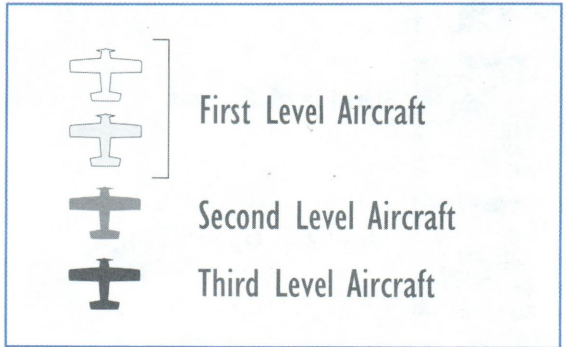 First Level Aircraft
Second Level Aircraft
Third Level Aircraft